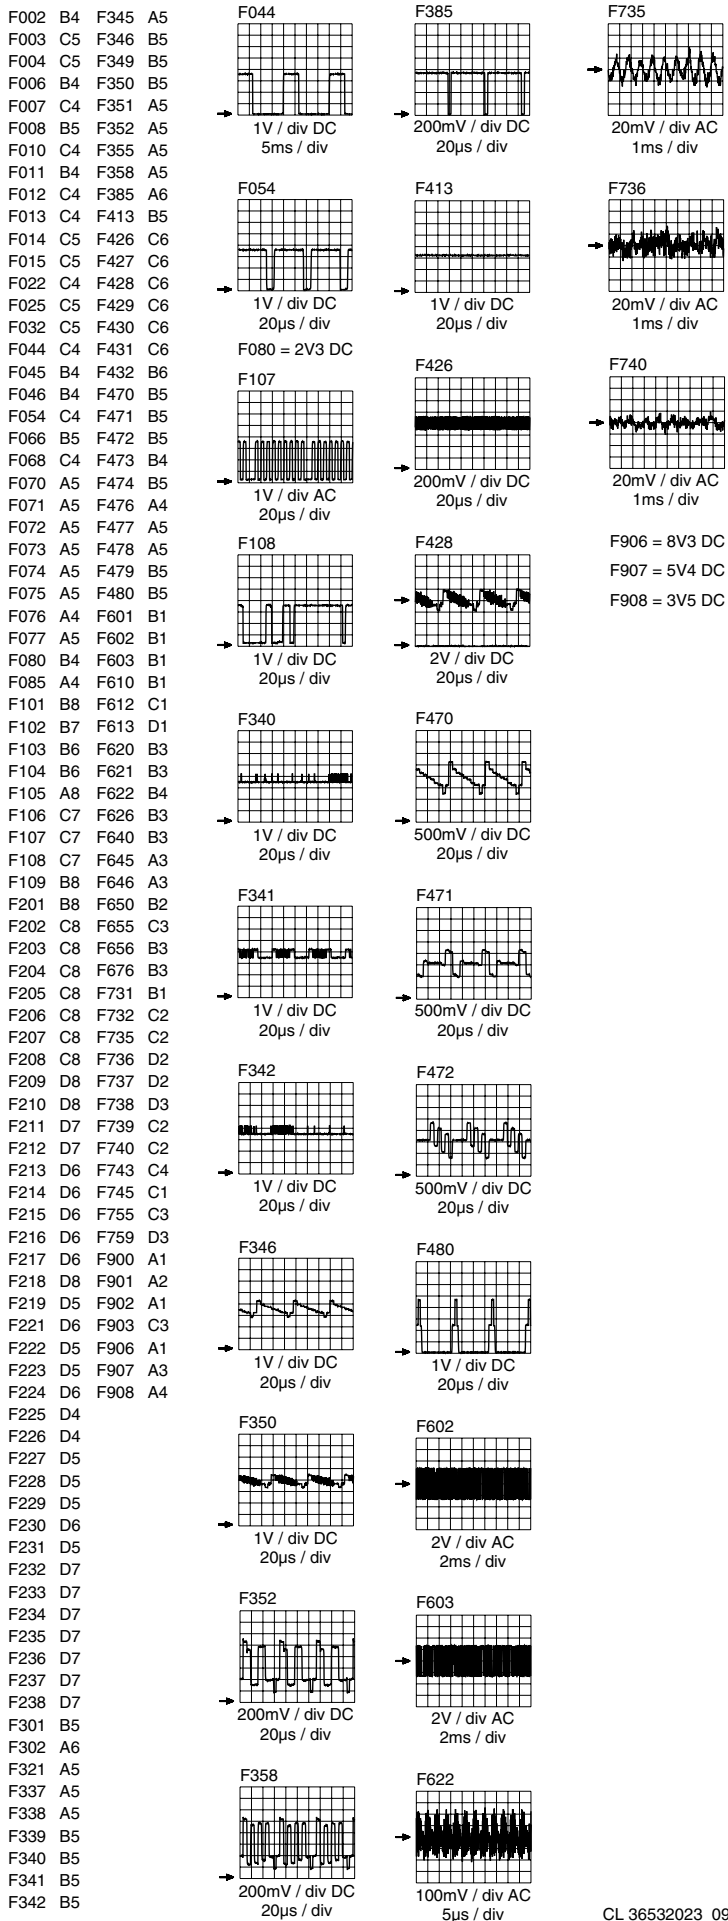 F002 B4 F345 A5
F003 C5 F346 B5
F004 C5 F349 B5
F006 B4 F350 B5
F007 C4 F351 A5
F008 B5 F352 A5
F010 C4 F355 A5
F011 B4 F358 A5
F012 C4 F385 A6
F013 C4 F413 B5
F014 C5 F426 C6
F015 C5 F427 C6
F022 C4 F428 C6
F025 C5 F429 C6
F032 C5 F430 C6
F044 C4 F431 C6
F045 B4 F432 B6
F046 B4 F470 B5
F054 C4 F471 B5
F066 B5 F472 B5
F068 C4 F473 B4
F070 A5 F474 B5
F071 A5 F476 A4
F072 A5 F477 A5
F073 A5 F478 A5
F074 A5 F479 B5
F075 A5 F480 B5
F076 A4 F601 B1
F077 A5 F602 B1
F080 B4 F603 B1
F085 A4 F610 B1
F101 B8 F612 C1
F102 B7 F613 D1
F103 B6 F620 B3
F104 B6 F621 B3
F105 A8 F622 B4
F106 C7 F626 B3
F107 C7 F640 B3
F108 C7 F645 A3
F109 B8 F646 A3
F201 B8 F650 B2
F202 C8 F655 C3
F203 C8 F656 B3
F204 C8 F676 B3
F205 C8 F731 B1
F206 C8 F732 C2
F207 C8 F735 C2
F208 C8 F736 D2
F209 D8 F737 D2
F210 D8 F738 D3
F211 D7 F739 C2
F212 D7 F740 C2
F213 D6 F743 C4
F214 D6 F745 C1
F215 D6 F755 C3
F216 D6 F759 D3
F217 D6 F900 A1
F218 D8 F901 A2
F219 D5 F902 A1
F221 D6 F903 C3
F222 D5 F906 A1
F223 D5 F907 A3
F224 D6 F908 A4
F225 D4
F226 D4
F227 D5
F228 D5
F229 D5
F230 D6
F231 D5
F232 D7
F233 D7
F234 D7
F235 D7
F236 D7
F237 D7
F238 D7
F301 B5
F302 A6
F321 A5
F337 A5
F338 A5
F339 B5
F340 B5
F341 B5
F342 B5
F044
1V / div DC
5ms / div
F054
1V / div DC
20µs / div
F080 = 2V3 DC
F107
1V / div AC
20µs / div
F108
1V / div DC
20µs / div
F340
1V / div DC
20µs / div
F341
1V / div DC
20µs / div
F342
1V / div DC
20µs / div
F346
1V / div DC
20µs / div
F350
1V / div DC
20µs / div
F352
200mV / div DC
20µs / div
F358
200mV / div DC
20µs / div
F385
200mV / div DC
20µs / div
F413
1V / div DC
20µs / div
F426
200mV / div DC
20µs / div
F428
2V / div DC
20µs / div
F470
500mV / div DC
20µs / div
F471
500mV / div DC
20µs / div
F472
500mV / div DC
20µs / div
F480
1V / div DC
20µs / div
F602
2V / div AC
2ms / div
F603
2V / div AC
2ms / div
F622
100mV / div AC
5µs / div
F735
20mV / div AC
1ms / div
F736
20mV / div AC
1ms / div
F740
20mV / div AC
1ms / div
F906 = 8V3 DC
F907 = 5V4 DC
F908 = 3V5 DC
CL 36532023 09